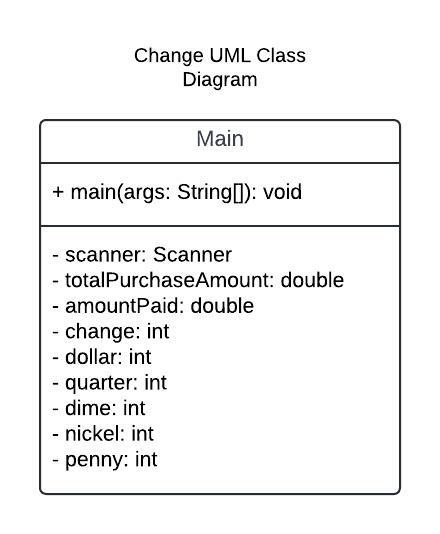 Change UML Class
Diagram
Main
+ main(args: String[]): void
- scanner: Scanner
- totalPurchaseAmount: double
- amountPaid: double
- change: int
- dollar: int
- quarter: int
- dime: int
- nickel: int
- penny: int